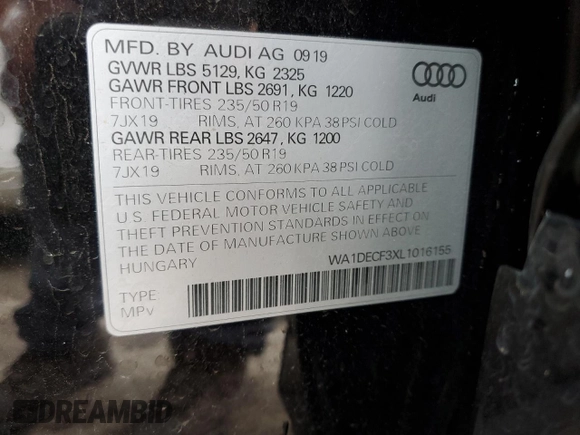 MFD. BY AUDI AG 09 19
GVWR LBS 5129, KG 2325
GAWR FRONT LBS 2691, KG 1220
FRONT-TIRES 235/50 R19
7JX19 RIMS, AT 260 KPA 38 PSI COLD
GAWR REAR LBS 2647, KG 1200
REAR-TIRES 235/50 R19
7JX19 RIMS, AT 260 KPA 38 PSI COLD
Audi
THIS VEHICLE CONFORMS TO ALL APPLICABLE
U.S. FEDERAL MOTOR VEHICLE SAFETY AND
THEFT PREVENTION STANDARDS IN EFFECT ON
THE DATE OF MANUFACTURE SHOWN ABOVE
HUNGARY
WA1DECF3XL1016155
TYPE
MPV
DREAMBID